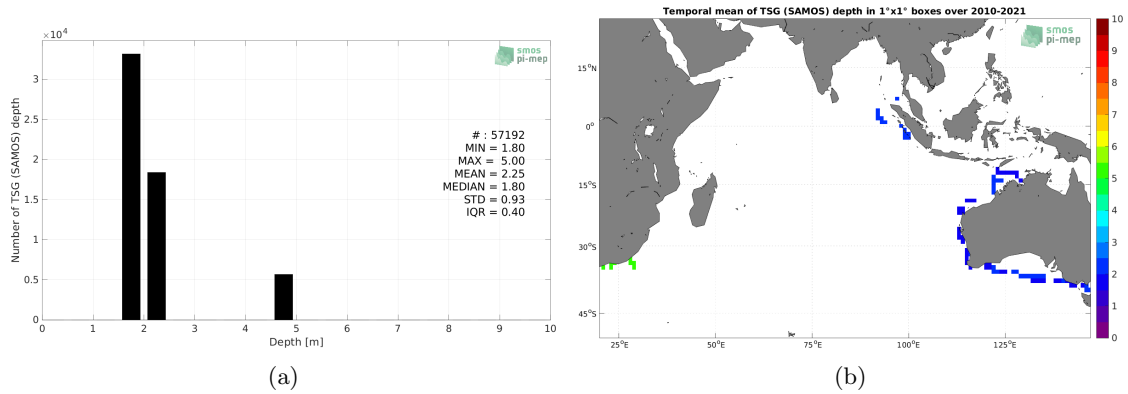 ×10⁴
smos
pi-mep
3
2.5
2
1.5
1
0.5
0
Number of TSG (SAMOS) depth
# : 57192
MIN = 1.80
MAX = 5.00
MEAN = 2.25
MEDIAN = 1.80
STD = 0.93
IQR = 0.40
0 1 2 3 4 5 6 7 8 9 10
Depth [m]
(a)
Temporal mean of TSG (SAMOS) depth in 1°x1° boxes over 2010-2021
smos
pi-mep
15°N
0°
15°S
30°S
45°S
25°E 50°E 75°E 100°E 125°E
10
9
8
7
6
5
4
3
2
1
0
(b)